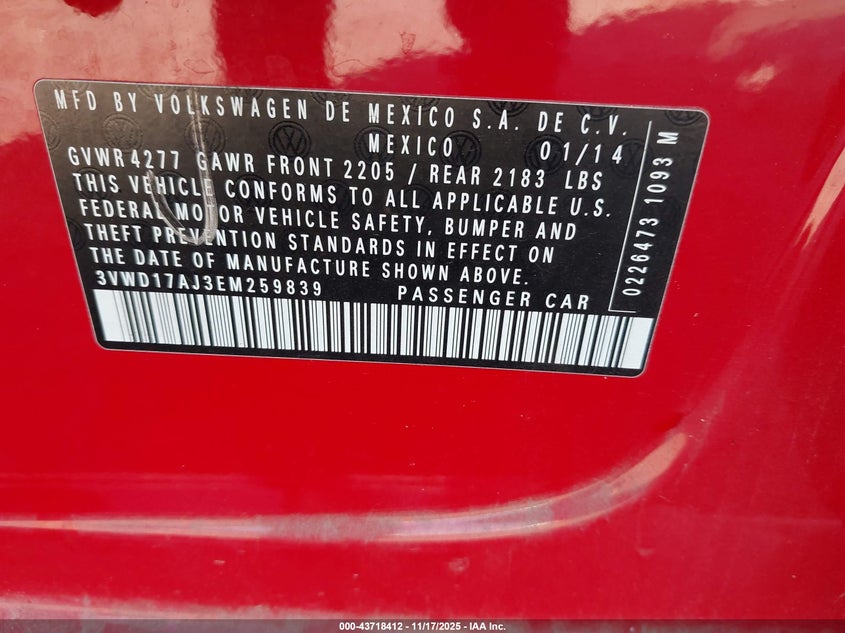 MFD BY VOLKSWAGEN DE MEXICO S.A. DE C.V.
MEXICO 01/14
GVWR 4277 GAWR FRONT 2205 / REAR 2183 LBS
THIS VEHICLE CONFORMS TO ALL APPLICABLE U.S.
FEDERAL MOTOR VEHICLE SAFETY, BUMPER AND
THEFT PREVENTION STANDARDS IN EFFECT ON
THE DATE OF MANUFACTURE SHOWN ABOVE.
3VWD17AJ3EM259839 PASSENGER CAR
0226473 1093 M
000-43718412 - 11/17/2025 - IAA Inc.